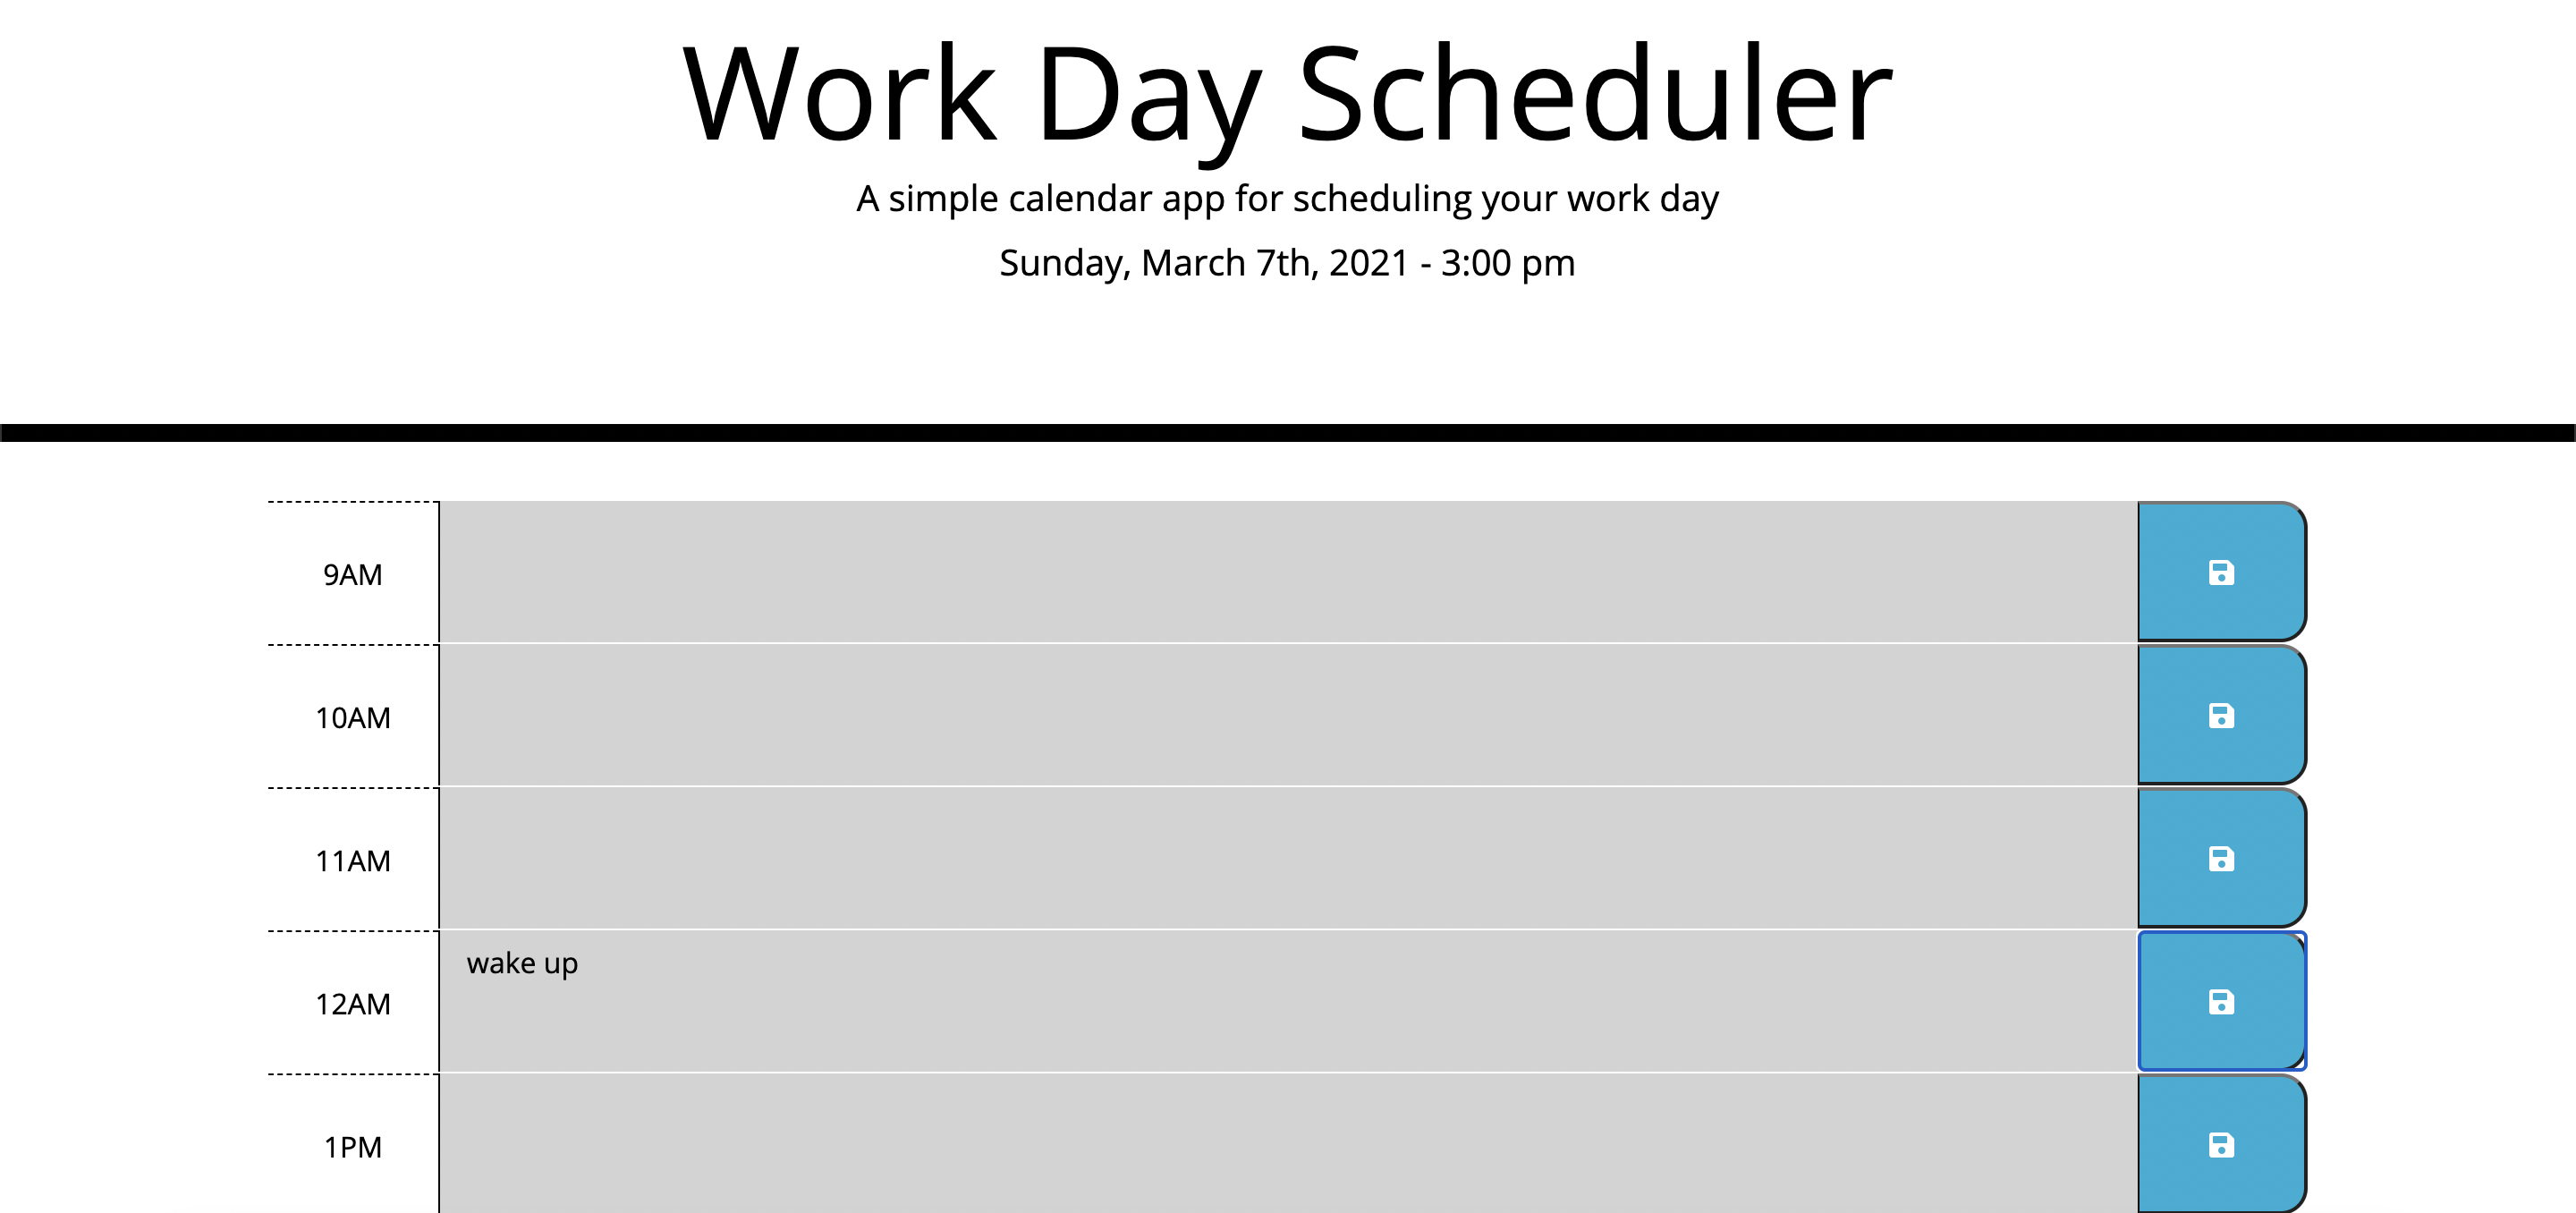 Work Day Scheduler
A simple calendar app for scheduling your work day
Sunday, March 7th, 2021 - 3:00 pm
9AM
10AM
11AM
12AM
wake up
1PM